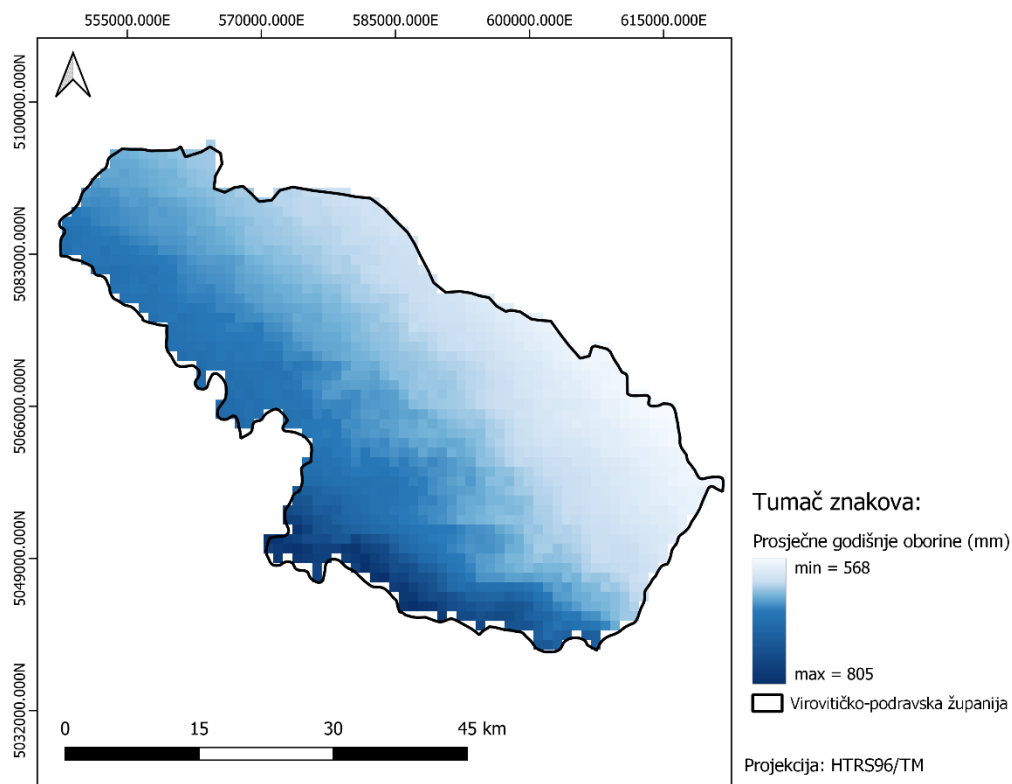 555000.000E
570000.000E
585000.000E
600000.000E
615000.000E
5100000.000N
5083000.000N
5066000.000N
5049000.000N
5032000.000N
0
15
30
45 km
Tumač znakova:
Prosječne godišnje oborine (mm)
min = 568
max = 805
Virovitičko-podravska županija
Projekcija: HTRS96/TM